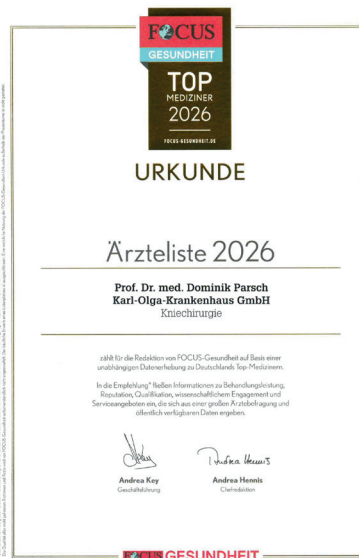 FOCUS
GESUNDHEIT
TOP
MEDIZINER
2026
FOCUS-GESUNDHEIT.DE
URKUNDE
Ärzteliste 2026
Prof. Dr. med. Dominik Parsch
Karl-Olga-Krankenhaus GmbH
Kniechirurgie
zählt für die Redaktion von FOCUS-Gesundheit auf Basis einer
unabhängigen Datenerhebung zu Deutschlands Top-Medizinern.
In die Empfehlung* fließen Informationen zu Behandlungsleistung,
Reputation, Qualifikation, wissenschaftlichem Engagement und
Serviceangeboten ein, die sich aus einer großen Ärztebefragung und
öffentlich verfügbaren Daten ergeben.
Andrea Hennis
Andrea Key
Andrea Hennis
Geschäftsführung
Chefredaktion
FOCUS GESUNDHEIT